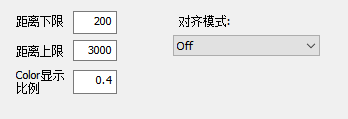 距离下限 200
对齐模式:
距离上限 3000
Off
Color显示
比例 0.4